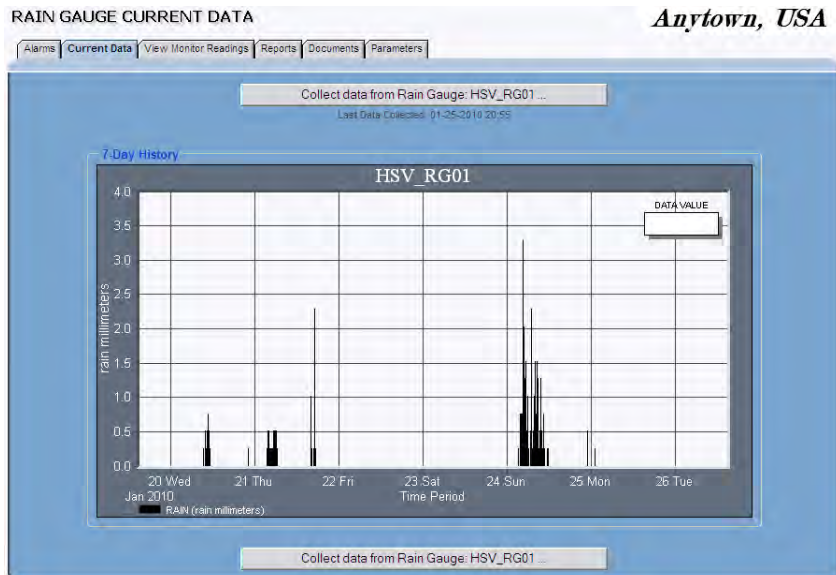 RAIN GAUGE CURRENT DATA
Anytown, USA
Alarms Current Data View Monitor Readings Reports Documents Parameters
Collect data from Rain Gauge: HSV_RG01 ...
Last Data Collected: 01-25-2010 20:55
7-Day History
HSV_RG01
DATA VALUE
4.0
3.5
3.0
2.5
2.0
1.5
1.0
0.5
0.0
rain millimeters
20 Wed 21 Thu 22 Fri 23 Sat 24 Sun 25 Mon 26 Tue
Jan 2010
Time Period
RAIN (rain millimeters)
Collect data from Rain Gauge: HSV_RG01 ...